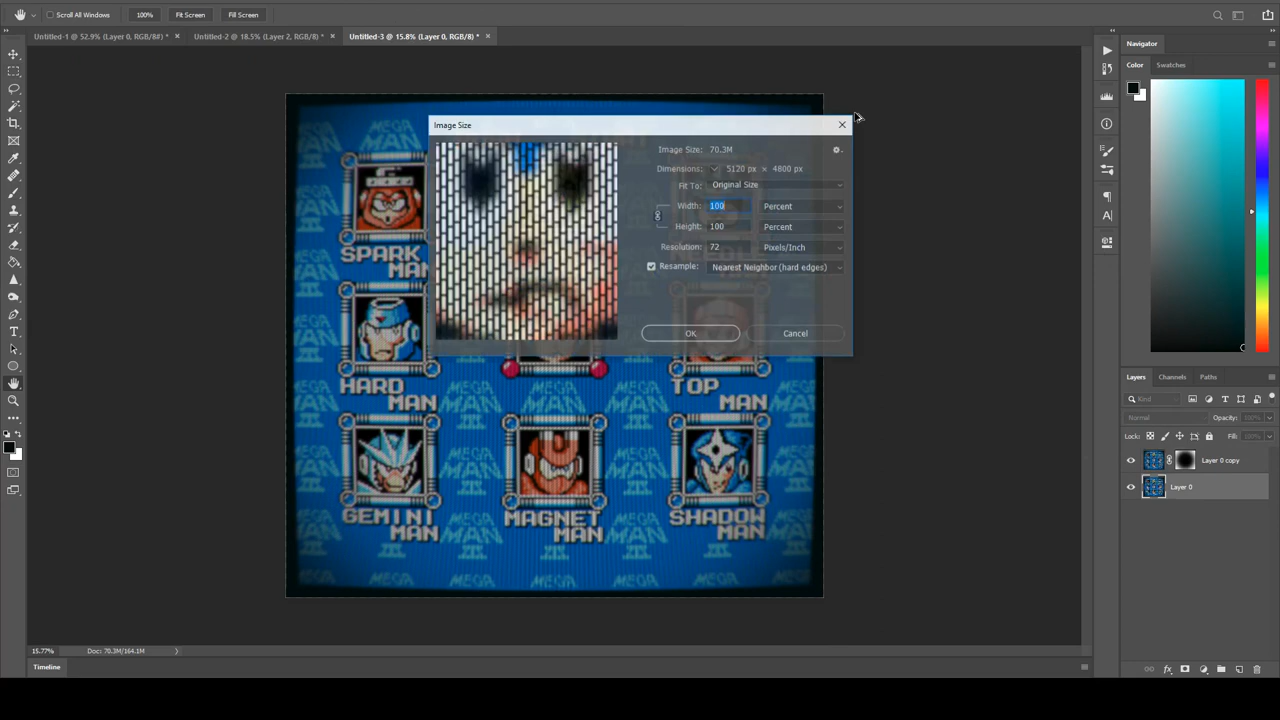 Scroll All Windows 100% Fit Screen Fill Screen
Untitled-1 @ 52.9% (Layer 0, RGB/8#) * × Untitled-2 @ 18.5% (Layer 2, RGB/8) * × Untitled-3 @ 15.8% (Layer 0, RGB/8) * ×
Navigator
Color Swatches
Image Size
Image Size: 70.3M
Dimensions: 5120 px × 4800 px
Fit To: Original Size
Width: 100 Percent
Height: 100 Percent
Resolution: 72 Pixels/Inch
Resample: Nearest Neighbor (hard edges)
OK Cancel
MEGA MAN III
SPARK MAN
HARD MAN
TOP MAN
GEMINI MAN
MAGNET MAN
SHADOW MAN
Layers Channels Paths
Kind
Normal Opacity: 100%
Lock: Fill: 100%
Layer 0 copy
Layer 0
15.77% Doc: 70.3M/164.1M
Timeline